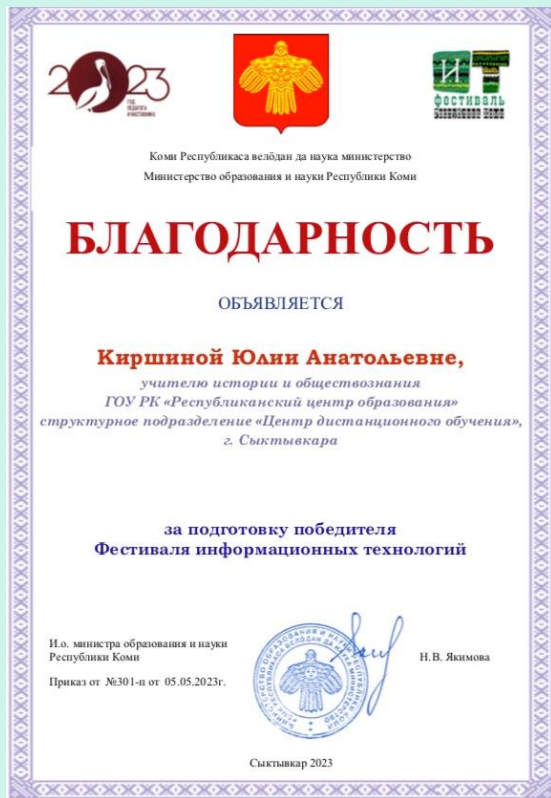 2023
ГОД
ПЕДАГОГА
И НАСТАВНИКА
ИТ
фестиваль
Коми Республикаса велӧдан да наука министерство
Министерство образования и науки Республики Коми
БЛАГОДАРНОСТЬ
ОБЪЯВЛЯЕТСЯ
Киршиной Юлии Анатольевне,
учителю истории и обществознания
ГОУ РК «Республиканский центр образования»
структурное подразделение «Центр дистанционного обучения»,
г. Сыктывкара
за подготовку победителя
Фестиваля информационных технологий
И.о. министра образования и науки
Республики Коми
Н.В. Якимова
Приказ от №301-п от 05.05.2023г.
Сыктывкар 2023